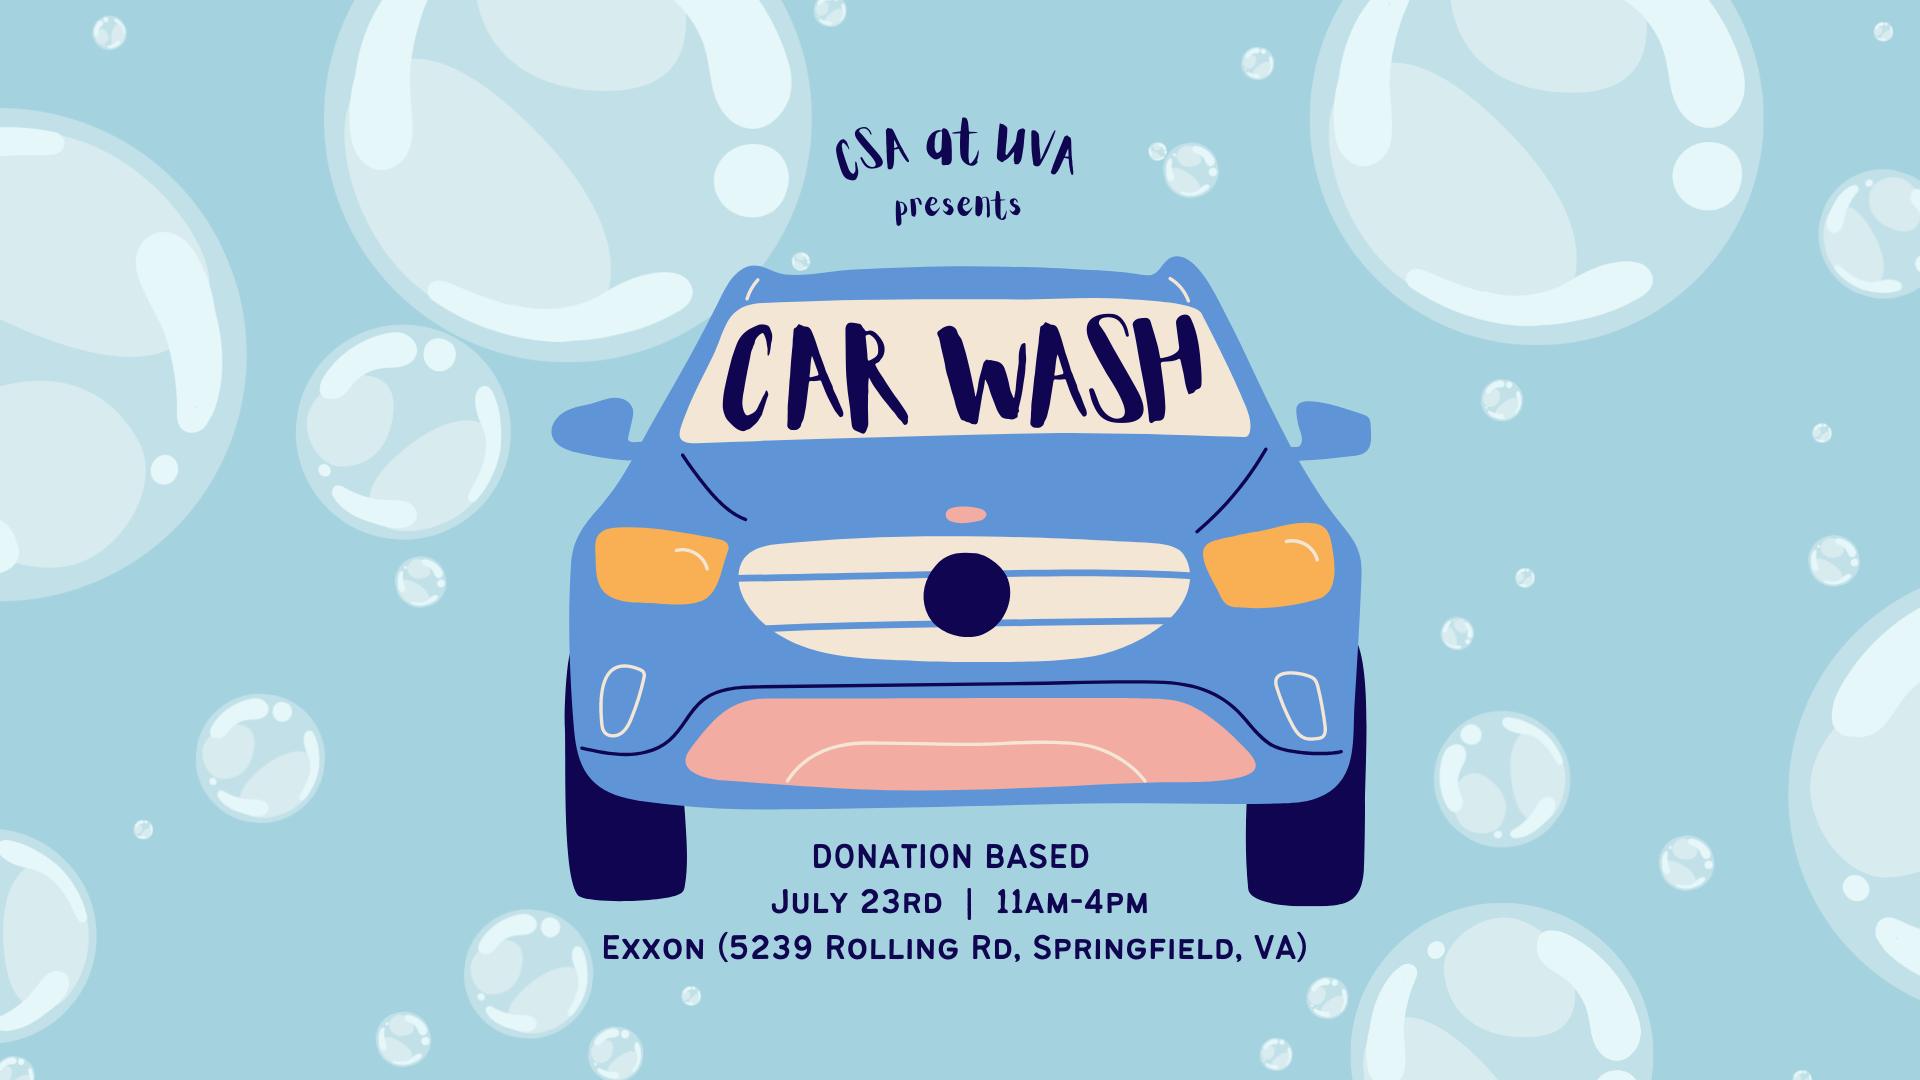 CSA at UVA
presents
CAR WASH
DONATION BASED
July 23rd | 11am-4pm
Exxon (5239 Rolling Rd, Springfield, VA)